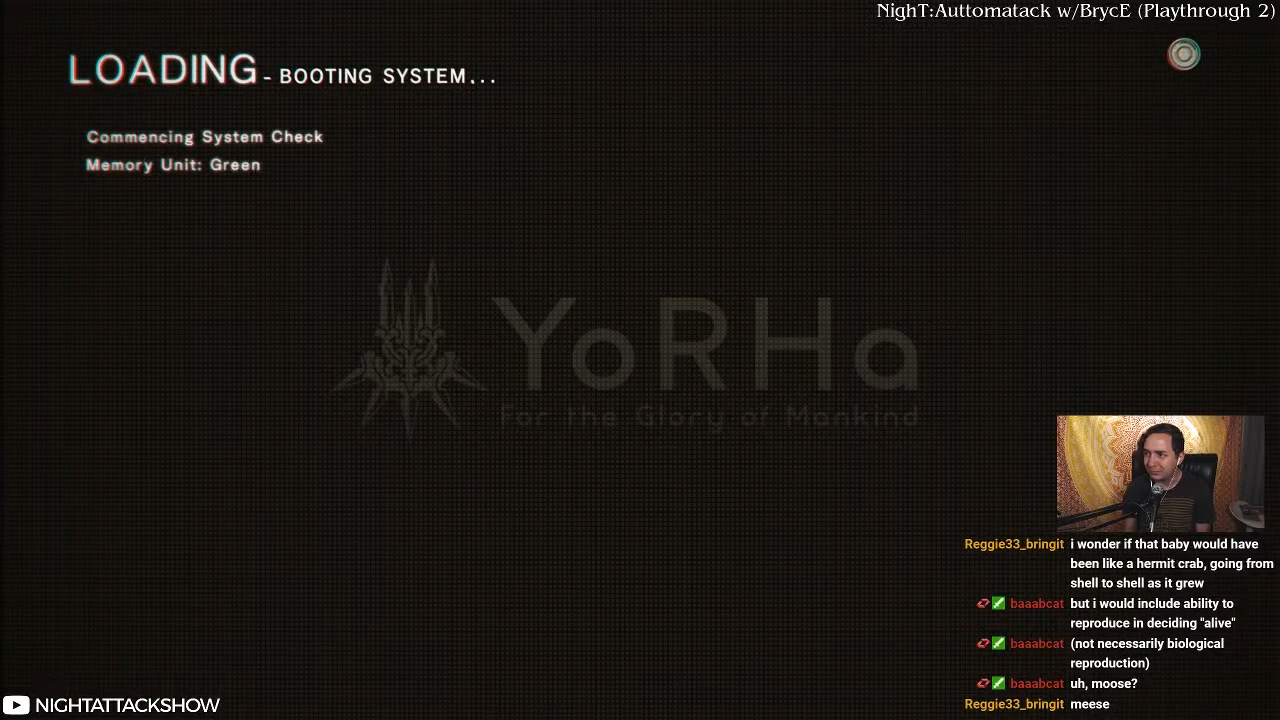 NighT:Auttomatack w/BrycE (Playthrough 2)
LOADING - BOOTING SYSTEM...
Commencing System Check
Memory Unit: Green
YoRHa
For the Glory of Mankind
Reggie33_bringit i wonder if that baby would have
been like a hermit crab, going from
shell to shell as it grew
baaabcat but i would include ability to
reproduce in deciding "alive"
baaabcat (not necessarily biological
reproduction)
baaabcat uh, moose?
Reggie33_bringit meese
NIGHTATTACKSHOW